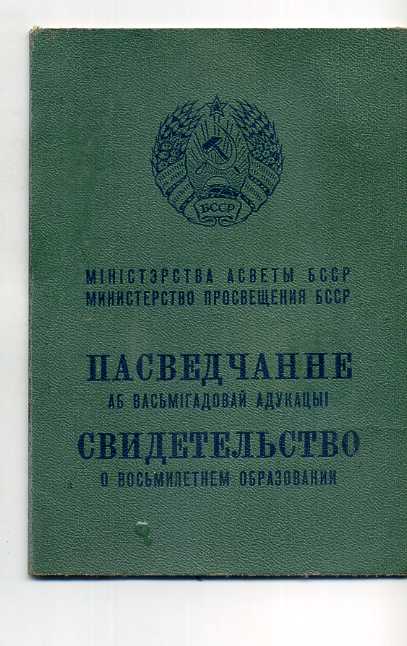 БССР
МІНІСТЭРСТВА АСВЕТЫ БССР
МИНИСТЕРСТВО ПРОСВЕЩЕНИЯ БССР
ПАСВЕДЧАННЕ
АБ ВАСЬМІГАДОВАЙ АДУКАЦЫІ
СВИДЕТЕЛЬСТВО
О ВОСЬМИЛЕТНЕМ ОБРАЗОВАНИИ